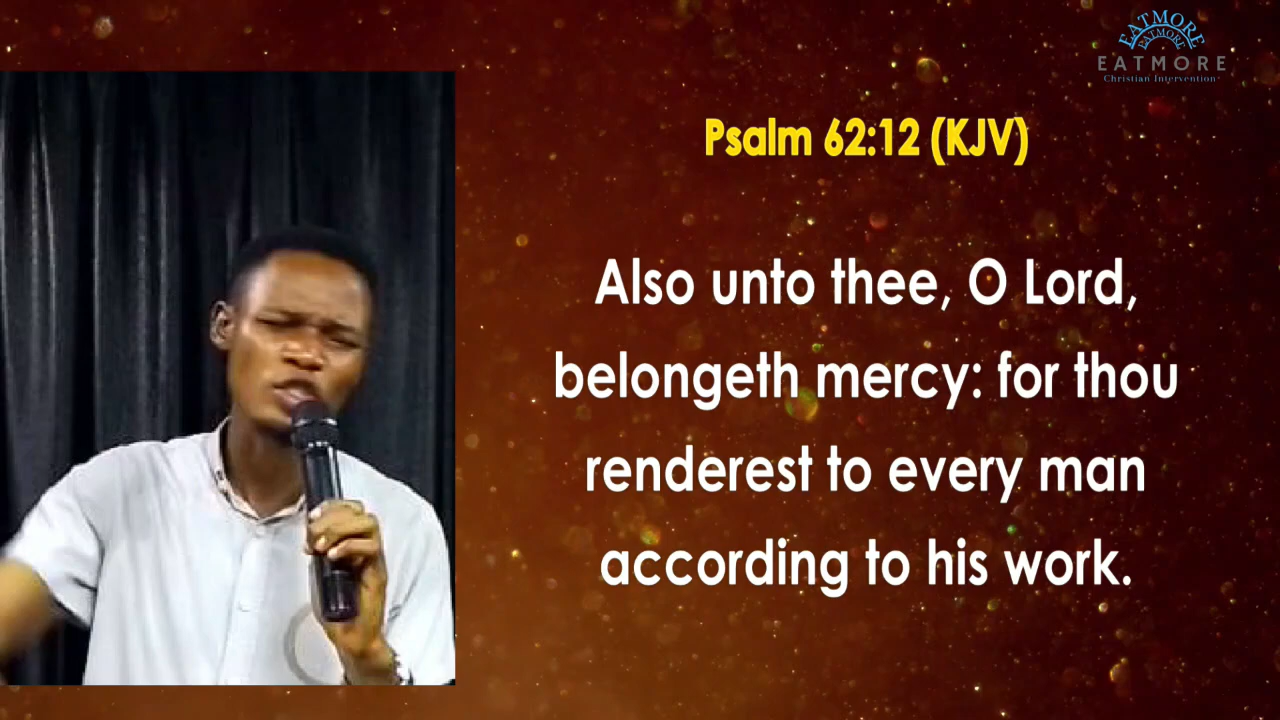 EATMORE
EATMORE
EATMORE
Christian Intervention
Psalm 62:12 (KJV)
Also unto thee, O Lord,
belongeth mercy: for thou
renderest to every man
according to his work.